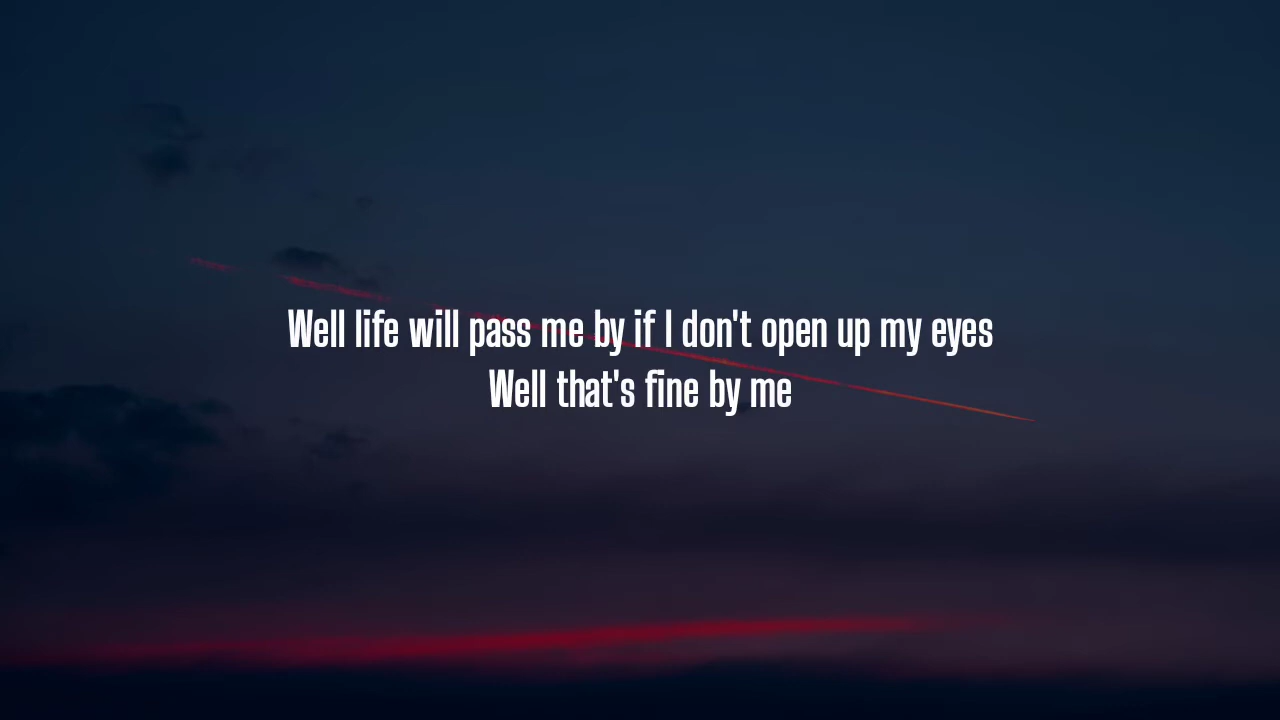 Well life will pass me by if I don't open up my eyes
Well that's fine by me